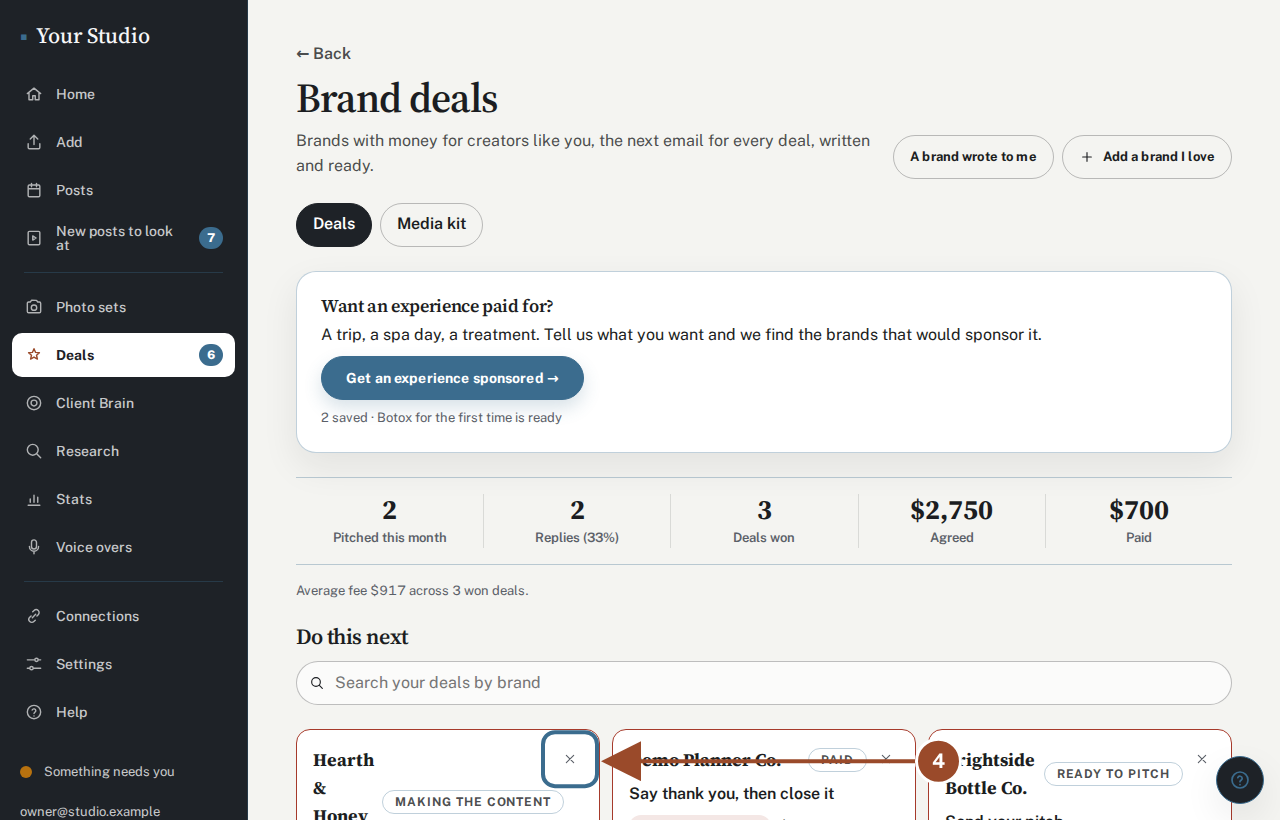 Your Studio
Home
Add
Posts
New posts to look
at
7
Photo sets
Deals
6
Client Brain
Research
Stats
Voice overs
Connections
Settings
Help
Something needs you
owner@studio.example
← Back
Brand deals
Brands with money for creators like you, the next email for every deal, written
and ready.
A brand wrote to me
+ Add a brand I love
Deals
Media kit
Want an experience paid for?
A trip, a spa day, a treatment. Tell us what you want and we find the brands that would sponsor it.
Get an experience sponsored →
2 saved · Botox for the first time is ready
2
Pitched this month
2
Replies (33%)
3
Deals won
$2,750
Agreed
$700
Paid
Average fee $917 across 3 won deals.
Do this next
Search your deals by brand
Hearth
&
Honey
MAKING THE CONTENT
Planner Co.
PAID
Say thank you, then close it
4
Bottle Co.
READY TO PITCH
Send your pitch